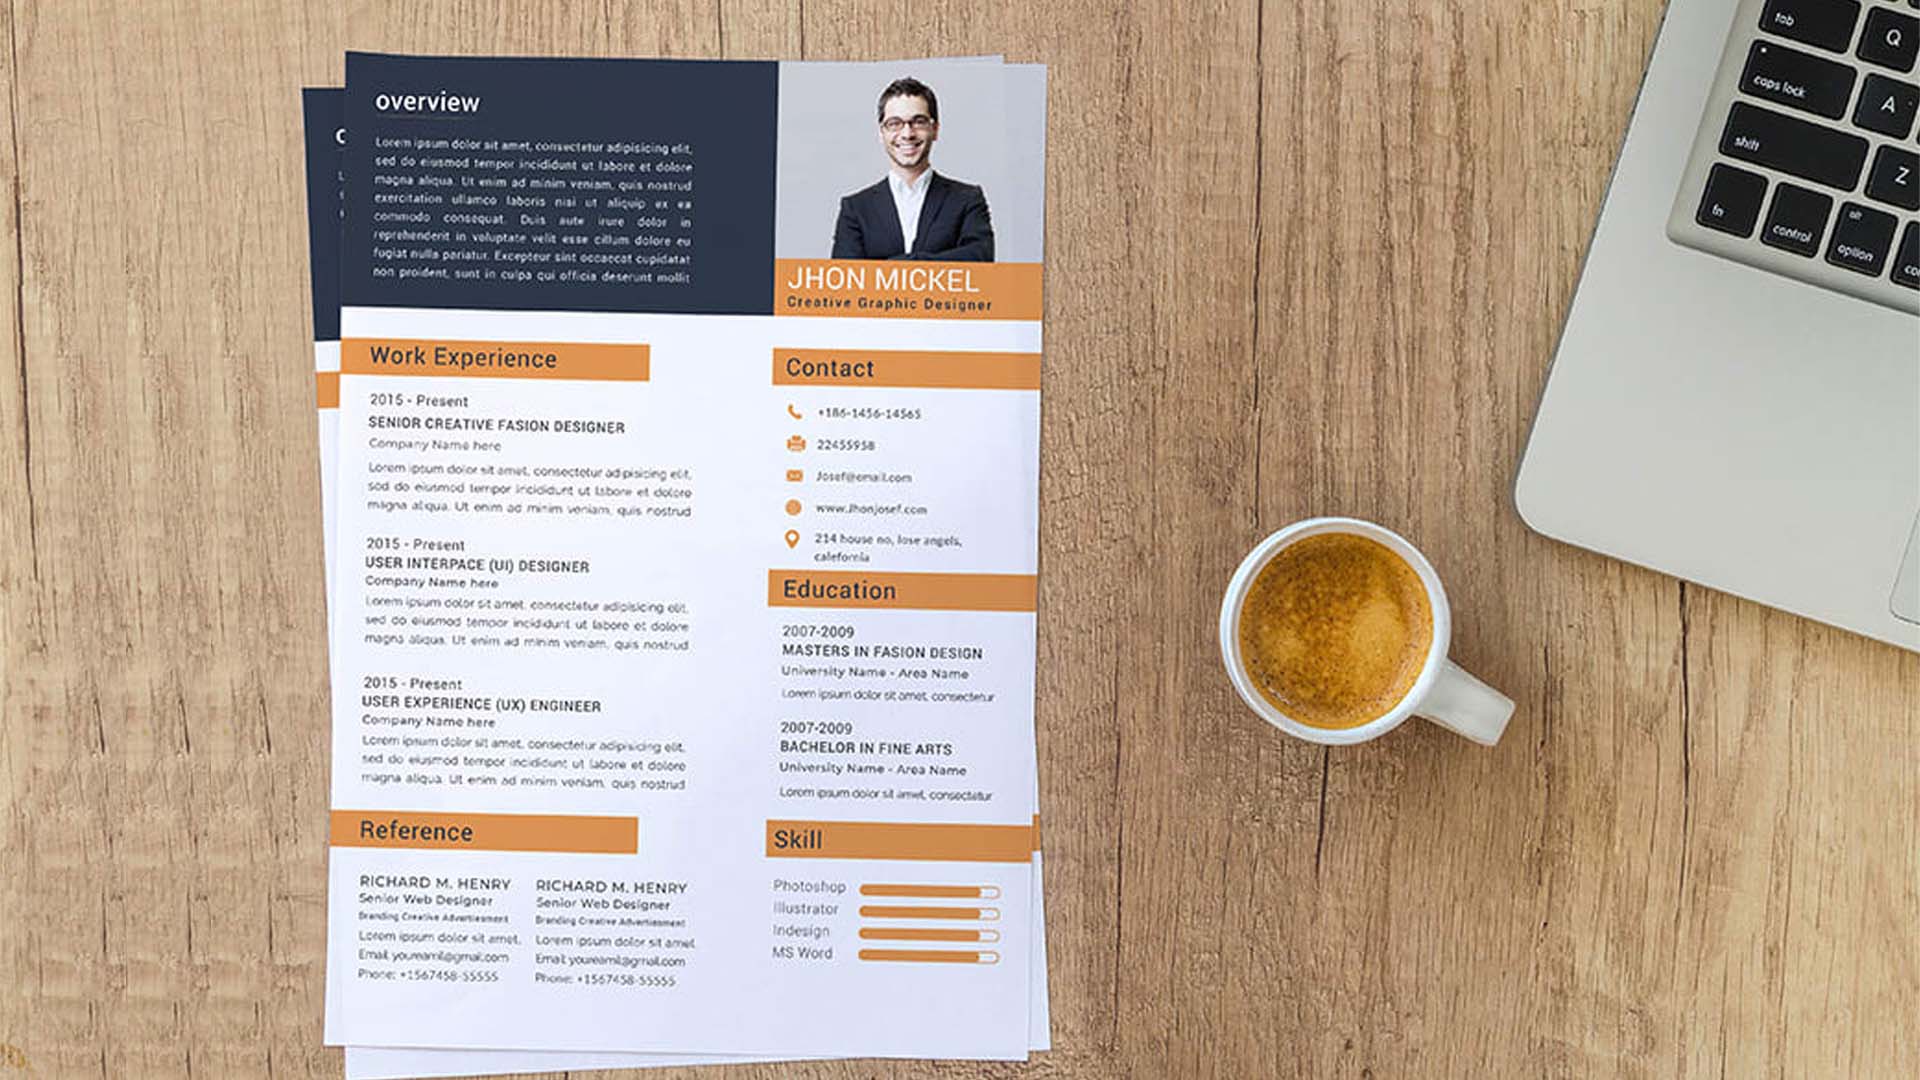 overview
Lorem ipsum dolor sit amet, consectetur adipisicing elit,
sed do eiusmod tempor incididunt ut labore et dolore
magna aliqua. Ut enim ad minim veniam, quis nostrud
exercitation ullamco laboris nisi ut aliquip ex ea
commodo consequat. Duis aute irure dolor in
reprehenderit in voluptate velit esse cillum dolore eu
fugiat nulla pariatur. Excepteur sint occaecat cupidatat
non proident, sunt in culpa qui officia deserunt mollit
JHON MICKEL
Creative Graphic Designer
Work Experience
2015 - Present
SENIOR CREATIVE FASION DESIGNER
Company Name here
Lorem ipsum dolor sit amet, consectetur adipisicing elit,
sed do eiusmod tempor incididunt ut labore et dolore
magna aliqua. Ut enim ad minim veniam, quis nostrud
2015 - Present
USER INTERPACE (UI) DESIGNER
Company Name here
Lorem ipsum dolor sit amet, consectetur adipisicing elit,
sed do eiusmod tempor incididunt ut labore et dolore
magna aliqua. Ut enim ad minim veniam, quis nostrud
2015 - Present
USER EXPERIENCE (UX) ENGINEER
Company Name here
Lorem ipsum dolor sit amet, consectetur adipisicing elit,
sed do eiusmod tempor incididunt ut labore et dolore
magna aliqua. Ut enim ad minim veniam, quis nostrud
Reference
RICHARD M. HENRY
Senior Web Designer
Branding Creative Advertiesment
Lorem ipsum dolor sit amet,
Email: youreamil@gmail.com
Phone: +1567458-55555
RICHARD M. HENRY
Senior Web Designer
Branding Creative Advertiesment
Lorem ipsum dolor sit amet
Email: youreamil@gmail.com
Phone: +1567458-55555
Contact
+186-1456-14565
22455958
Josef@email.com
www.Jhonjosef.com
214 house no, lose angels,
calefornia
Education
2007-2009
MASTERS IN FASION DESIGN
University Name - Area Name
Lorem ipsum dolor sit amet, consectetur
2007-2009
BACHELOR IN FINE ARTS
University Name - Area Name
Lorem ipsum dolor sit amet, consectetur
Skill
Photoshop
Illustrator
Indesign
MS Word
tab
Q
caps lock
A
shift
Z
fn
control
alt
option